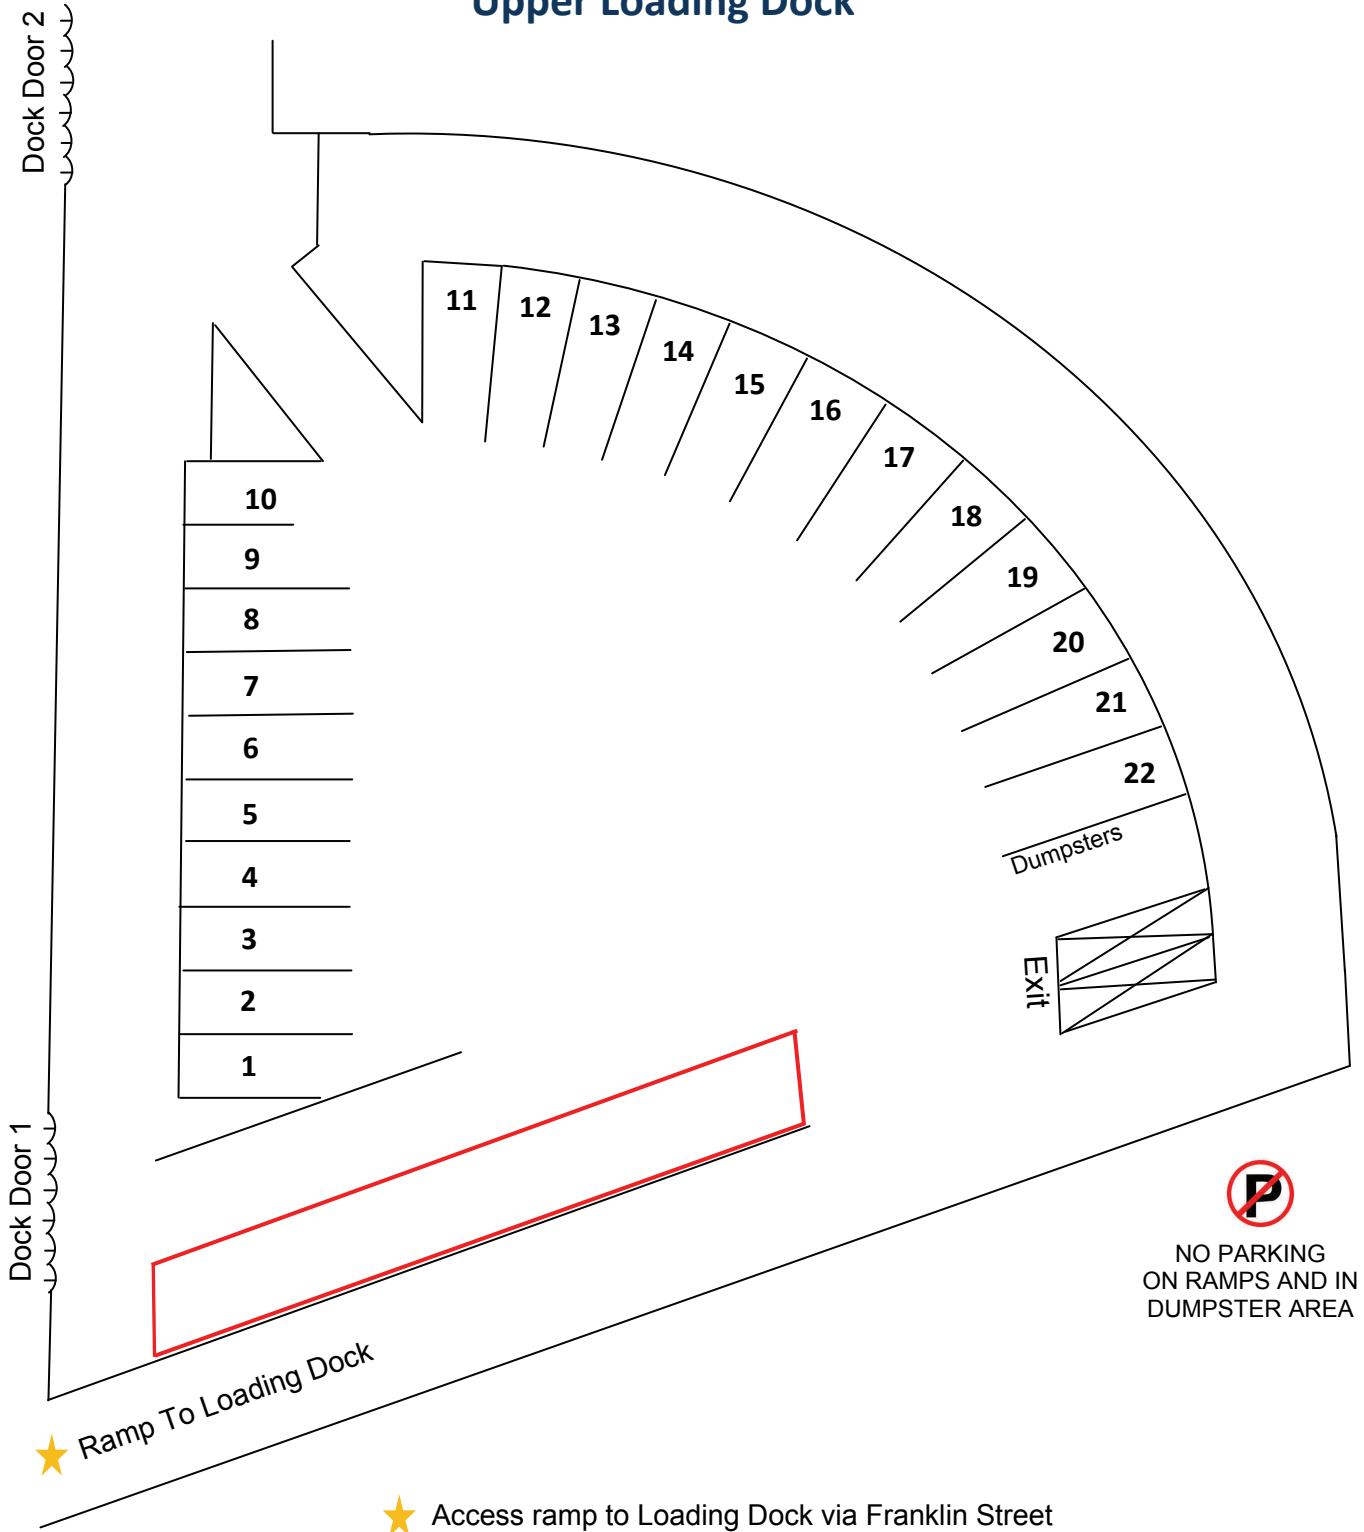 Upper Loading Dock
Dock Door 2
11
12
13
14
15
16
17
18
19
20
21
22
10
9
8
7
6
5
4
3
2
1
Dumpsters
Exit
Dock Door 1
P
NO PARKING
ON RAMPS AND IN
DUMPSTER AREA
Ramp To Loading Dock
Access ramp to Loading Dock via Franklin Street